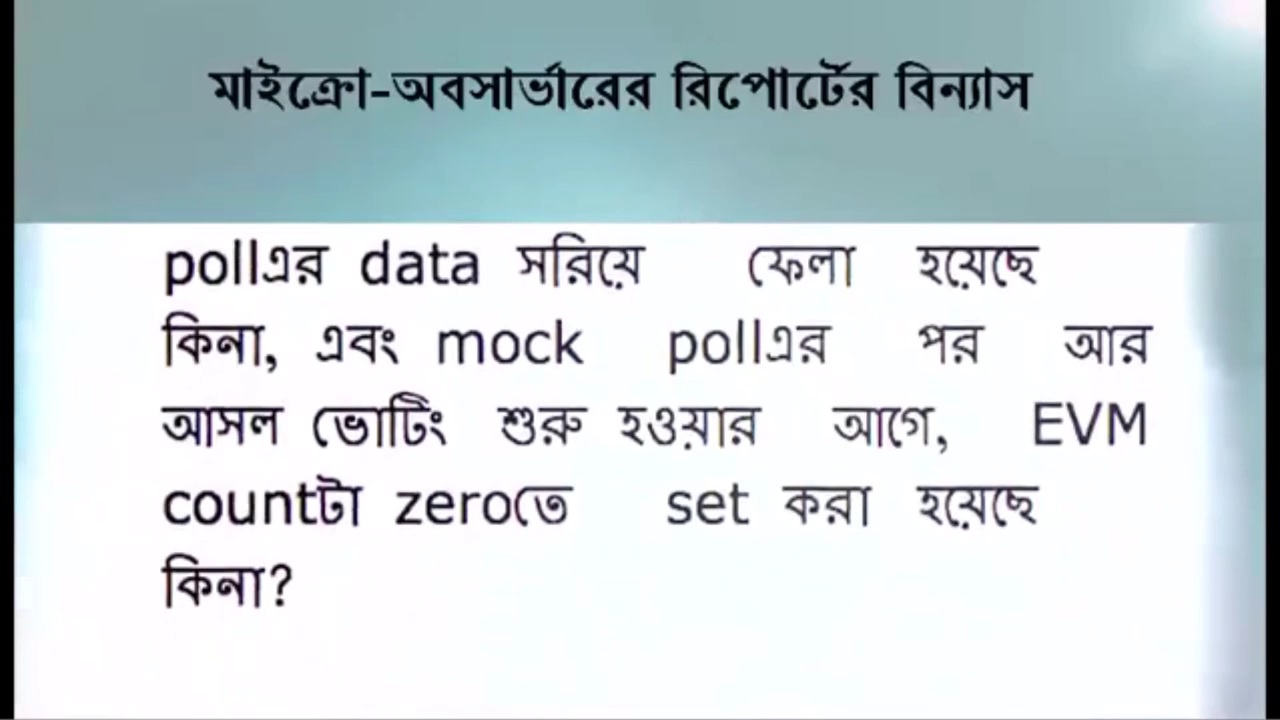 মাইক্রো-অবসার্ভারের রিপোর্টের বিন্যাস
pollএর data সরিয়ে ফেলা হয়েছে
কিনা, এবং mock pollএর পর আর
আসল ভোটিং শুরু হওয়ার আগে, EVM
countটা zeroতে set করা হয়েছে
কিনা?